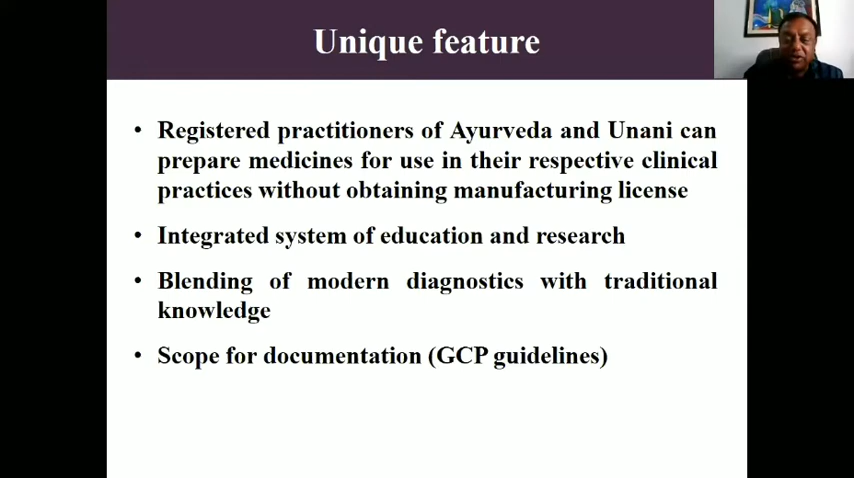 Unique feature
• Registered practitioners of Ayurveda and Unani can
prepare medicines for use in their respective clinical
practices without obtaining manufacturing license
• Integrated system of education and research
• Blending of modern diagnostics with traditional
knowledge
• Scope for documentation (GCP guidelines)